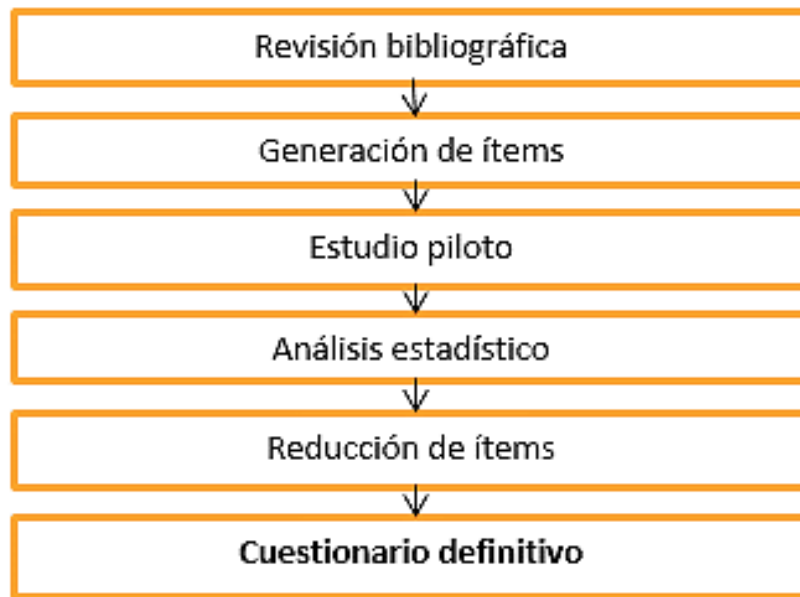 Revisión bibliográfica
Generación de ítems
Estudio piloto
Análisis estadístico
Reducción de ítems
Cuestionario definitivo